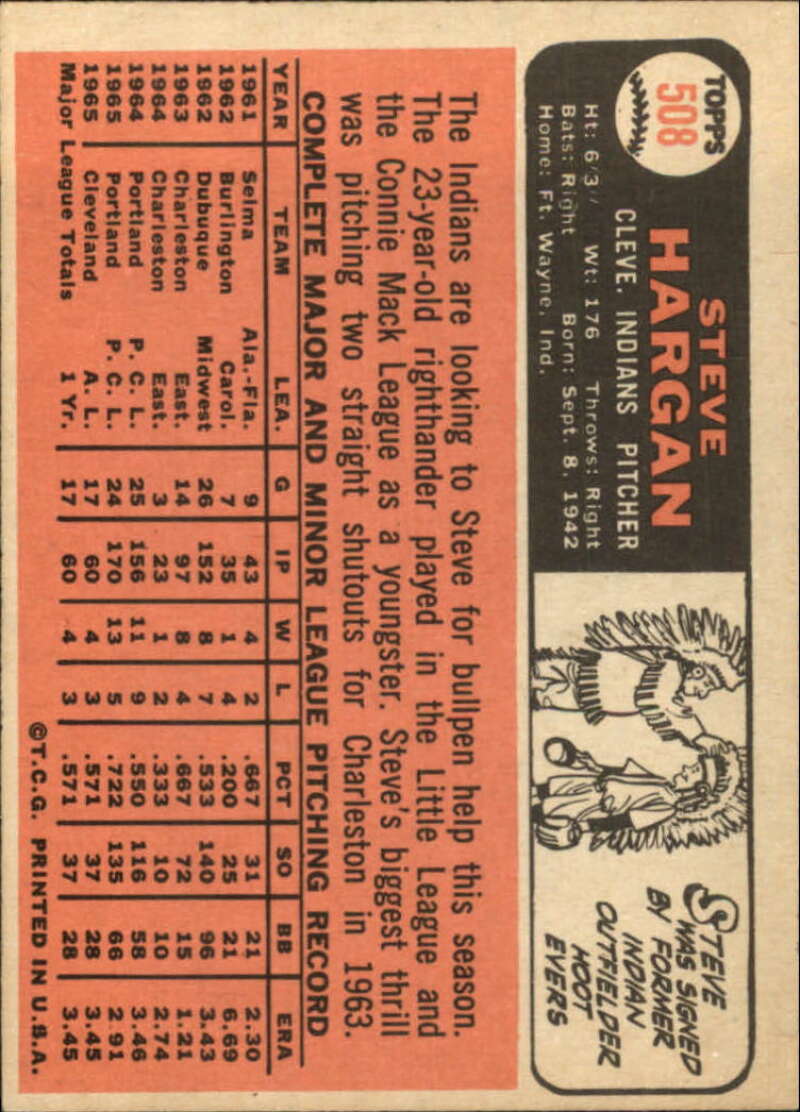 TOPPS
508
STEVE
HARGAN
CLEVE. INDIANS PITCHER
Ht: 6'3" Wt: 176 Throws: Right
Bats: Right Born: Sept. 8, 1942
Home: Ft. Wayne, Ind.
STEVE
WAS SIGNED
BY FORMER
INDIAN
OUTFIELDER
HOOT
EVERS
The Indians are looking to Steve for bullpen help this season.
The 23-year-old righthander played in the Little League and
the Connie Mack League as a youngster. Steve's biggest thrill
was pitching two straight shutouts for Charleston in 1963.
COMPLETE MAJOR AND MINOR LEAGUE PITCHING RECORD
YEAR TEAM LEA. G IP W L PCT SO BB ERA
1961 Selma Ala.-Fla. 9 43 4 2 .667 31 21 2.30
1962 Burlington Carol. 7 35 1 4 .200 25 21 6.69
1962 Dubuque Midwest 26 152 8 7 .533 140 96 3.43
1963 Charleston East. 14 97 8 4 .667 72 15 1.21
1964 Charleston East. 3 23 1 2 .333 10 10 2.74
1964 Portland P. C. L. 25 156 11 9 .550 116 58 3.46
1965 Portland P. C. L. 24 170 13 5 .722 135 66 2.91
1965 Cleveland A. L. 17 60 4 3 .571 37 28 3.45
Major League Totals 1 Yr. 17 60 4 3 .571 37 28 3.45
©T.C.G. PRINTED IN U.S.A.